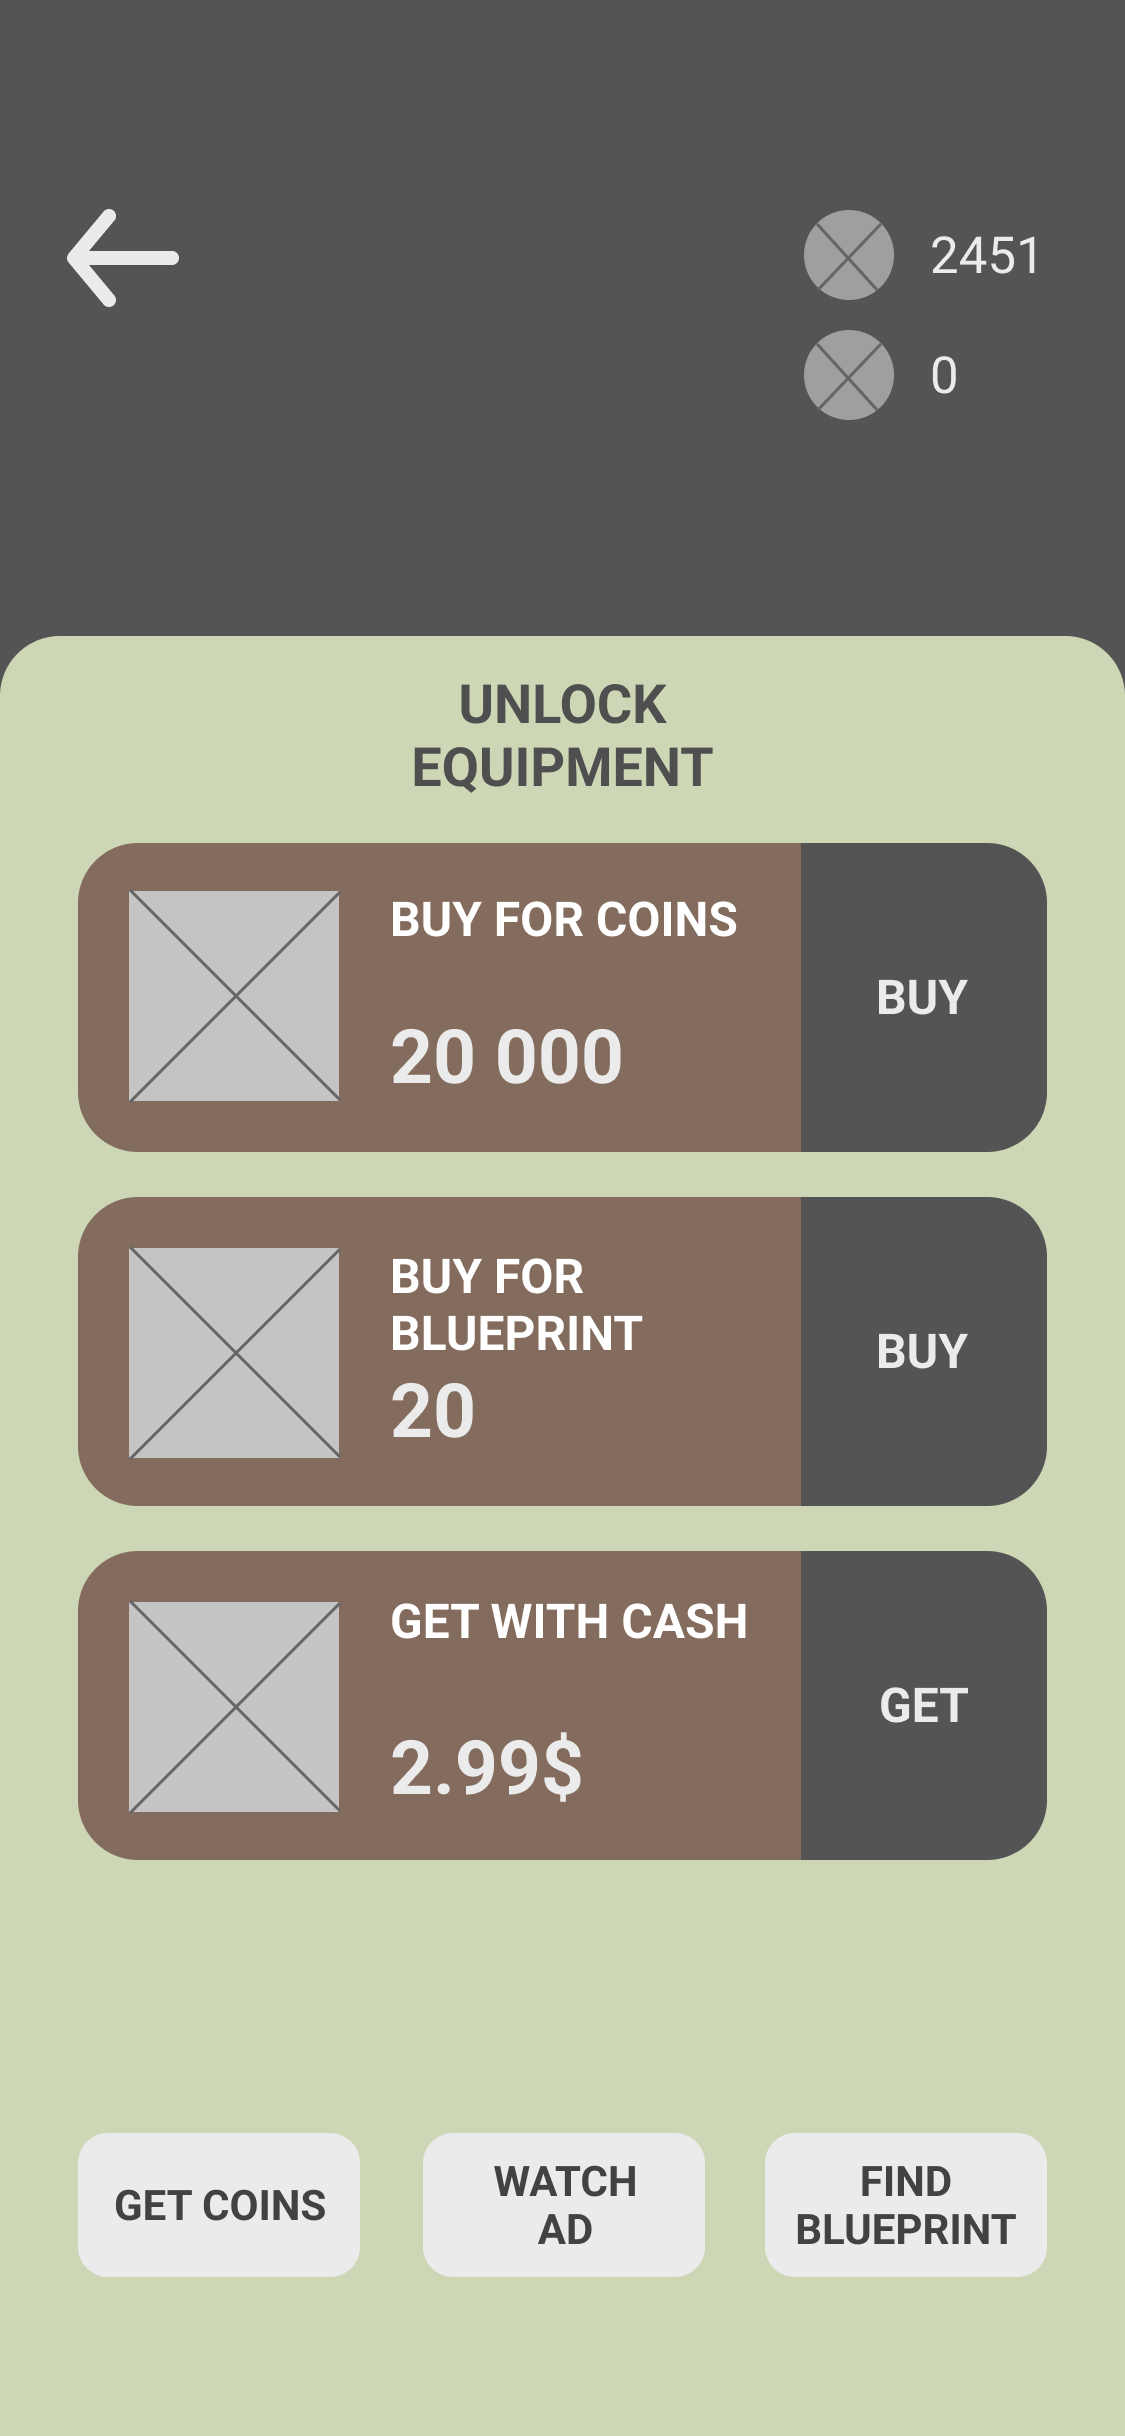 2451
0
UNLOCK
EQUIPMENT
BUY FOR COINS
20 000
BUY
BUY FOR
BLUEPRINT
20
BUY
GET WITH CASH
2.99$
GET
GET COINS
WATCH
AD
FIND
BLUEPRINT